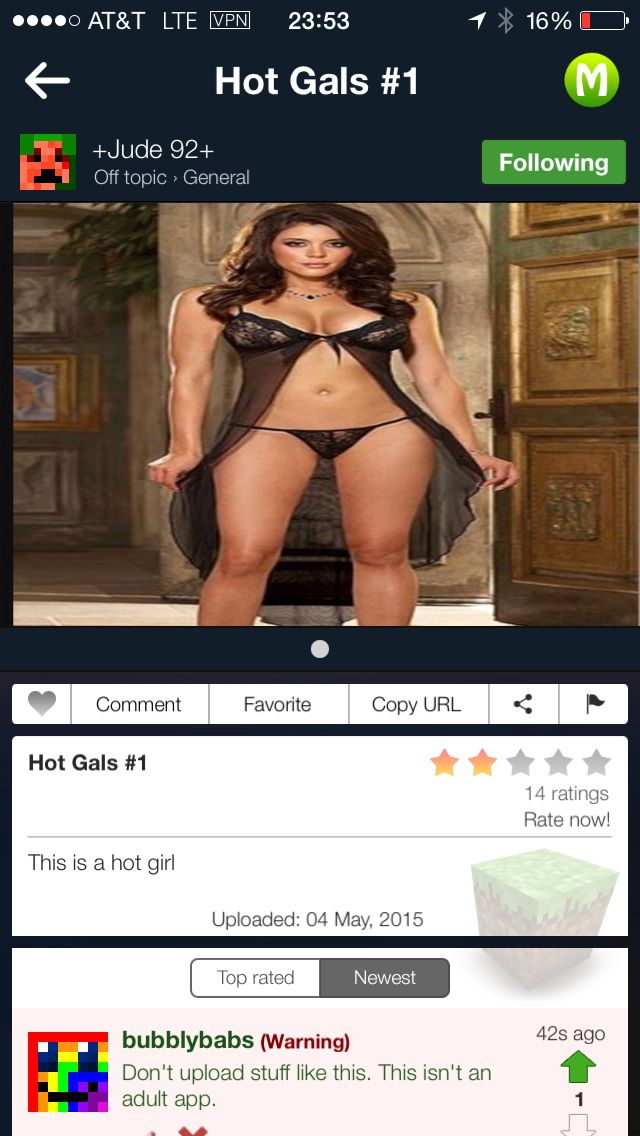 AT&T LTE VPN 23:53 16%
Hot Gals #1
M
+Jude 92+
Off topic › General
Following
Comment Favorite Copy URL
Hot Gals #1
14 ratings
Rate now!
This is a hot girl
Uploaded: 04 May, 2015
Top rated Newest
bubblybabs (Warning)
42s ago
Don't upload stuff like this. This isn't an
adult app.
1